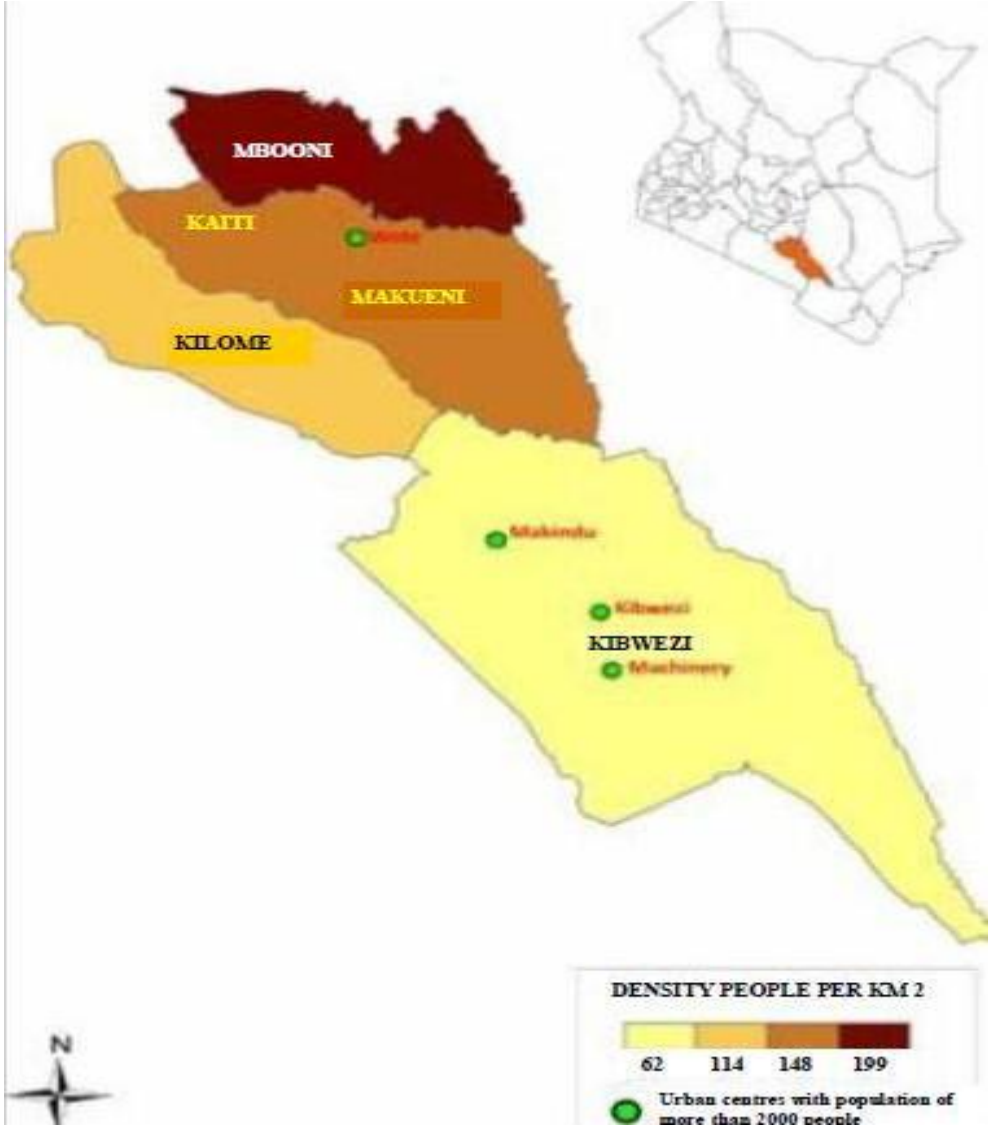 MBOONI
KAITI
MAKUENI
KILOME
Makindu
Kibwezi
KIBWEZI
Machinery
DENSITY PEOPLE PER KM 2
62 114 148 199
Urban centres with population of
more than 2000 people
N